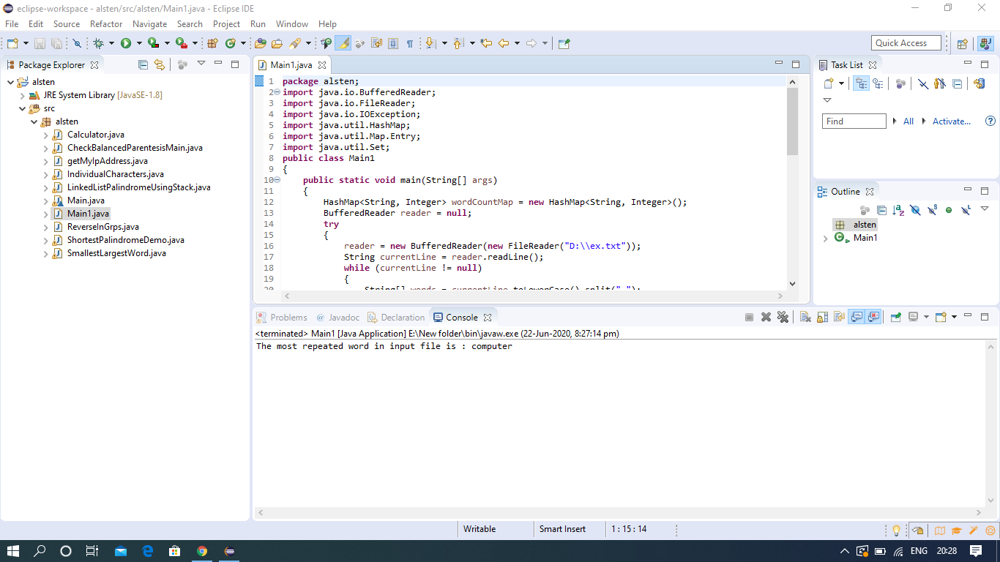 eclipse-workspace - alsten/src/alsten/Main1.java - Eclipse IDE
File Edit Source Refactor Navigate Search Project Run Window Help
Quick Access
Package Explorer
alsten
JRE System Library [JavaSE-1.8]
src
alsten
Calculator.java
CheckBalancedParentesisMain.java
getMyIpAddress.java
IndividualCharacters.java
LinkedListPalindromeUsingStack.java
Main.java
Main1.java
ReverseInGrps.java
ShortestPalindromeDemo.java
SmallestLargestWord.java
Main1.java
1 package alsten;
2 import java.io.BufferedReader;
3 import java.io.FileReader;
4 import java.io.IOException;
5 import java.util.HashMap;
6 import java.util.Map.Entry;
7 import java.util.Set;
8 public class Main1
9 {
10 public static void main(String[] args)
11 {
12 HashMap<String, Integer> wordCountMap = new HashMap<String, Integer>();
13 BufferedReader reader = null;
14 try
15 {
16 reader = new BufferedReader(new FileReader("D:\\ex.txt"));
17 String currentLine = reader.readLine();
18 while (currentLine != null)
19 {
20 String[] words = currentLine.toLowerCase().split(" ");
Task List
Find All Activate...
Outline
alsten
Main1
Problems @ Javadoc Declaration Console
<terminated> Main1 [Java Application] E:\New folder\bin\javaw.exe (22-Jun-2020, 8:27:14 pm)
The most repeated word in input file is : computer
Writable Smart Insert 1 : 15 : 14
ENG 20:28